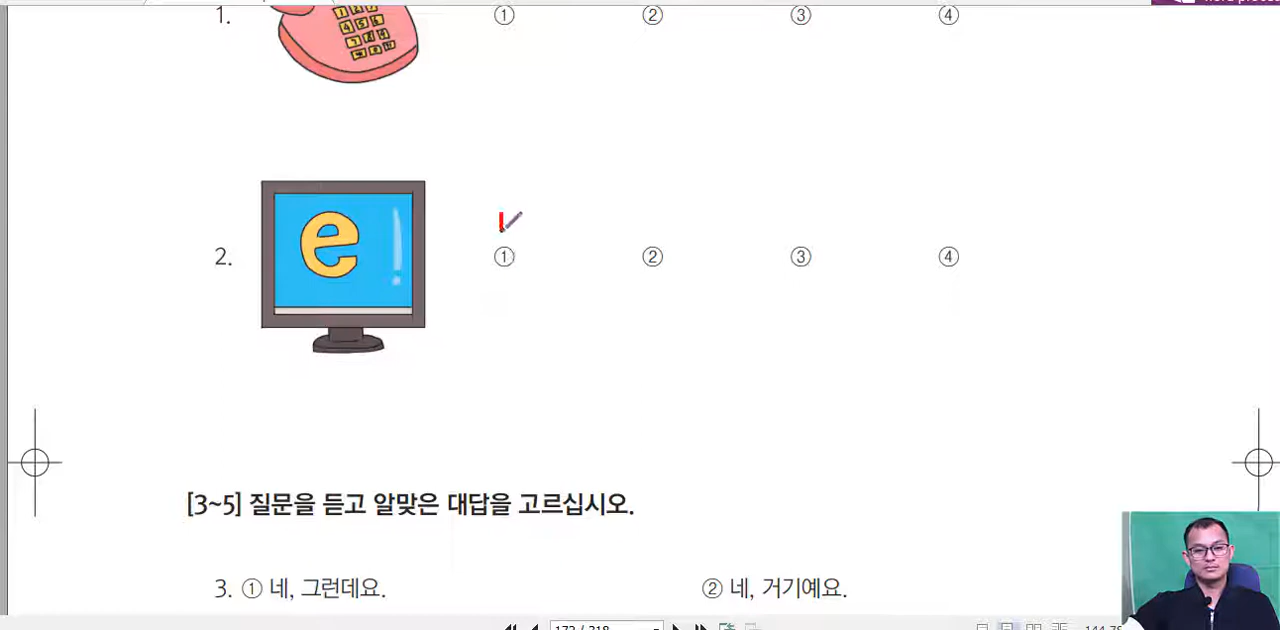 1. ① ② ③ ④
e
2. ① ② ③ ④
[3~5] 질문을 듣고 알맞은 대답을 고르십시오.
3. ① 네, 그런데요. ② 네, 거기예요.